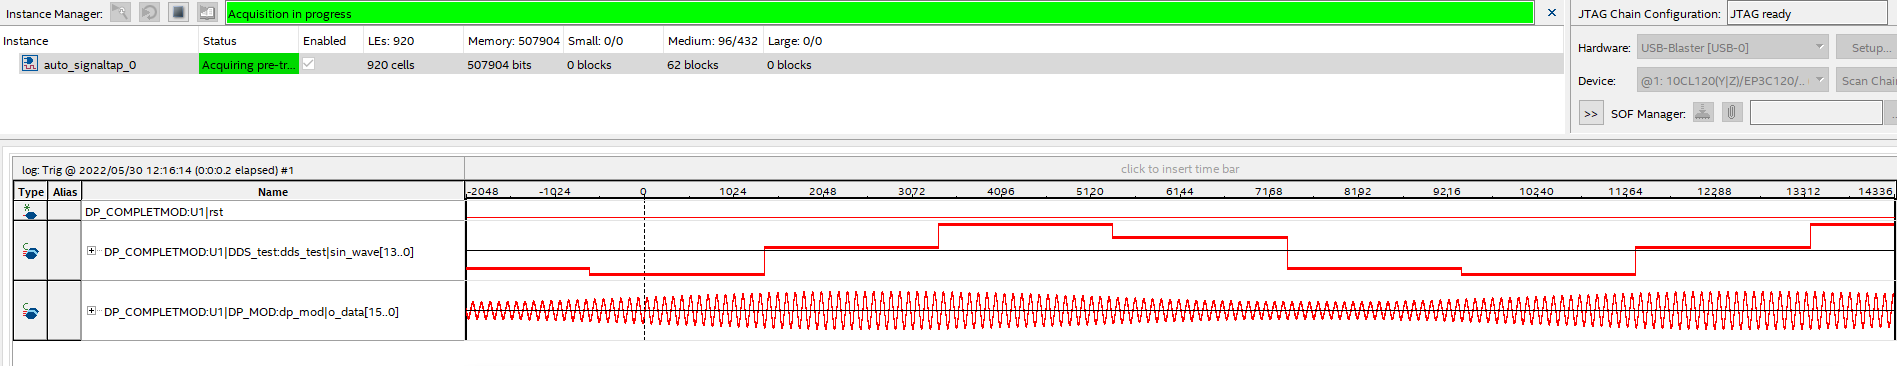 Instance Manager: Acquisition in progress × JTAG Chain Configuration: JTAG ready
Instance Status Enabled LEs: 920 Memory: 507904 Small: 0/0 Medium: 96/432 Large: 0/0
auto_signaltap_0 Acquiring pre-tr... 920 cells 507904 bits 0 blocks 62 blocks 0 blocks
Hardware: USB-Blaster [USB-0] Setup...
Device: @1: 10CL120(Y|Z)/EP3C120/.. Scan Chai
>> SOF Manager: ...
log: Trig @ 2022/05/30 12:16:14 (0:0:0.2 elapsed) #1 click to insert time bar
Type Alias Name -2048 -1024 0 1024 2048 3072 4096 5120 6144 7168 8192 9216 10240 11264 12288 13312 14336
DP_COMPLETMOD:U1|rst
DP_COMPLETMOD:U1|DDS_test:dds_test|sin_wave[13..0]
DP_COMPLETMOD:U1|DP_MOD:dp_mod|o_data[15..0]